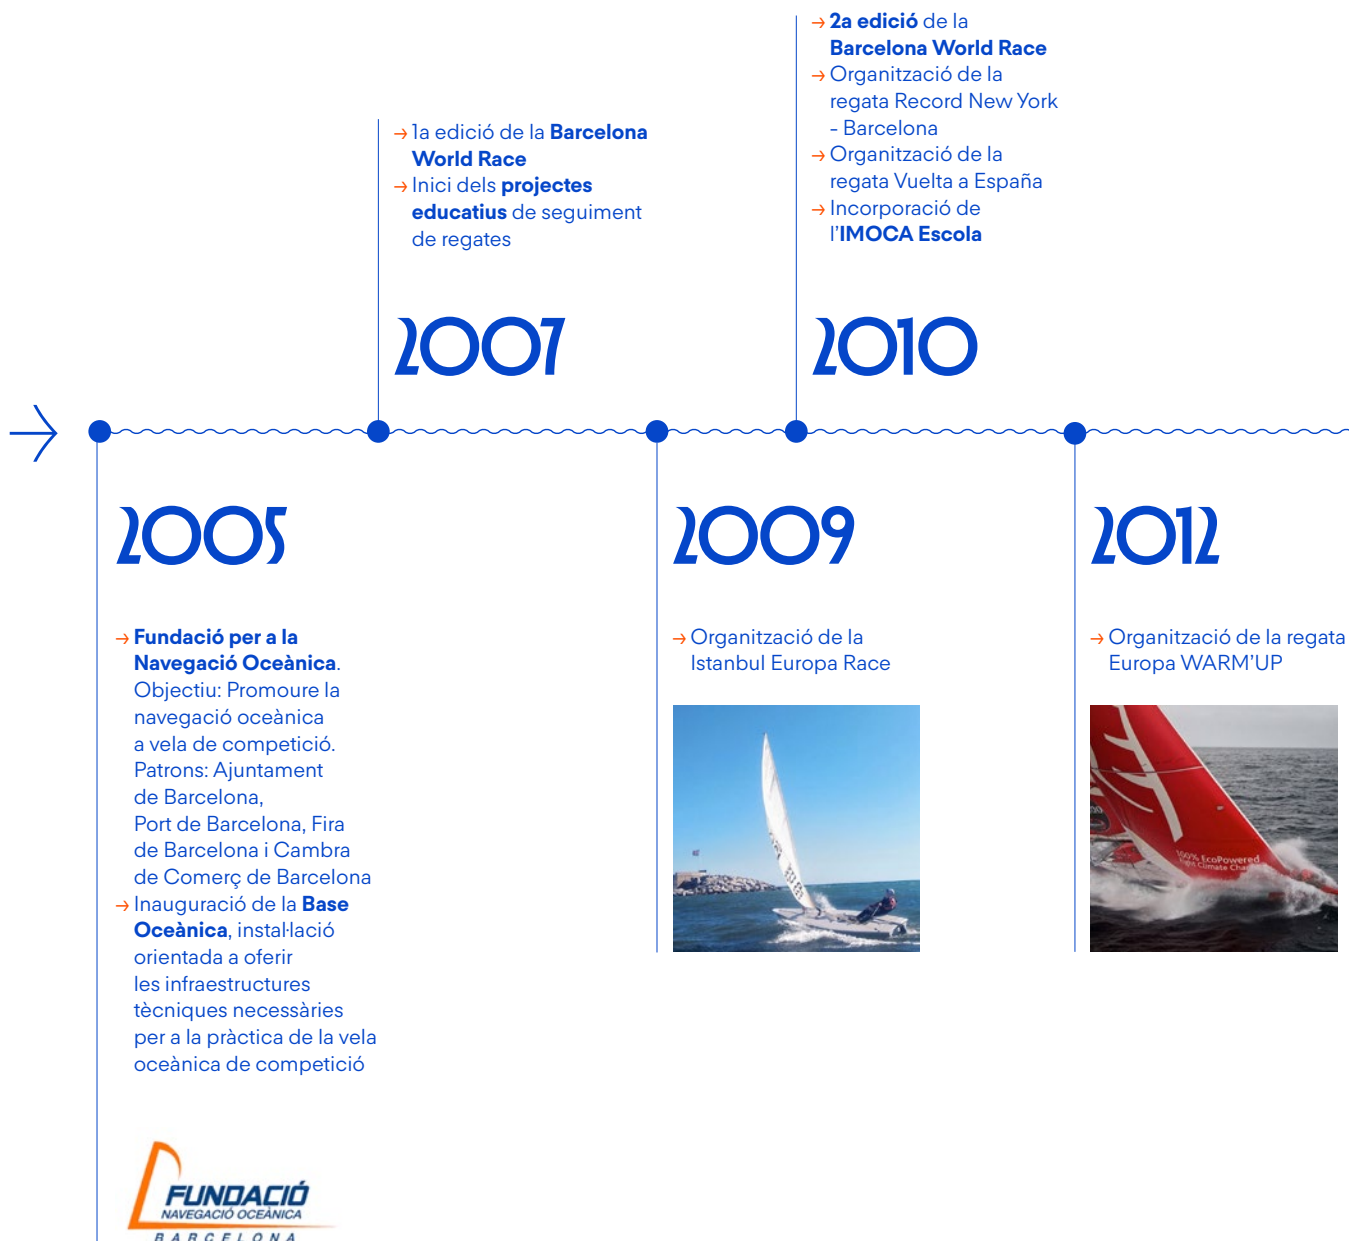 → 2a edició de la
Barcelona World Race
→ Organització de la
regata Record New York
- Barcelona
→ Organització de la
regata Vuelta a España
→ Incorporació de
l’IMOCA Escola
→ 1a edició de la Barcelona
World Race
→ Inici dels projectes
educatius de seguiment
de regates
2007
2010
2005
2009
2012
→ Fundació per a la
Navegació Oceànica.
Objectiu: Promoure la
navegació oceànica
a vela de competició.
Patrons: Ajuntament
de Barcelona,
Port de Barcelona, Fira
de Barcelona i Cambra
de Comerç de Barcelona
→ Inauguració de la Base
Oceànica, instal·lació
orientada a oferir
les infraestructures
tècniques necessàries
per a la pràctica de la vela
oceànica de competició
→ Organització de la
Istanbul Europa Race
→ Organització de la regata
Europa WARM’UP
100% EcoPowered
FUNDACIÓ
NAVEGACIÓ OCEÀNICA
BARCELONA